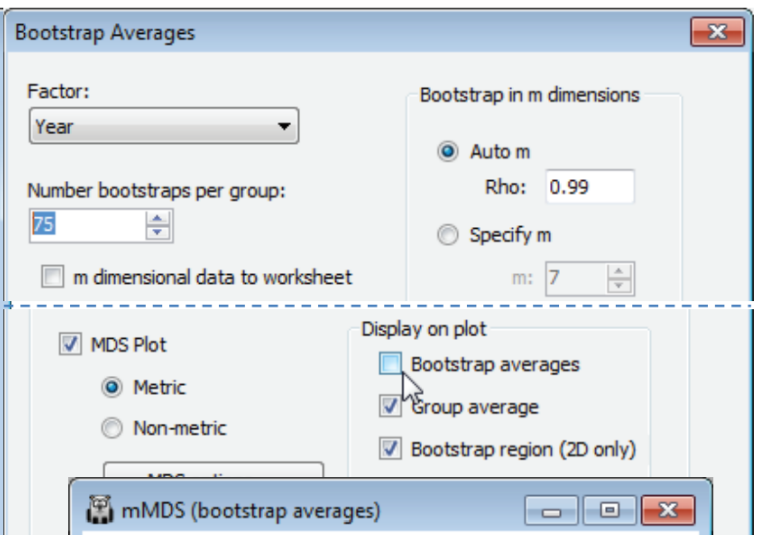 Bootstrap Averages
Factor:
Year
Number bootstraps per group:
75
m dimensional data to worksheet
Bootstrap in m dimensions
Auto m
Rho: 0.99
Specify m
m: 7
MDS Plot
Metric
Non-metric
Display on plot
Bootstrap averages
Group average
Bootstrap region (2D only)
mMDS (bootstrap averages)